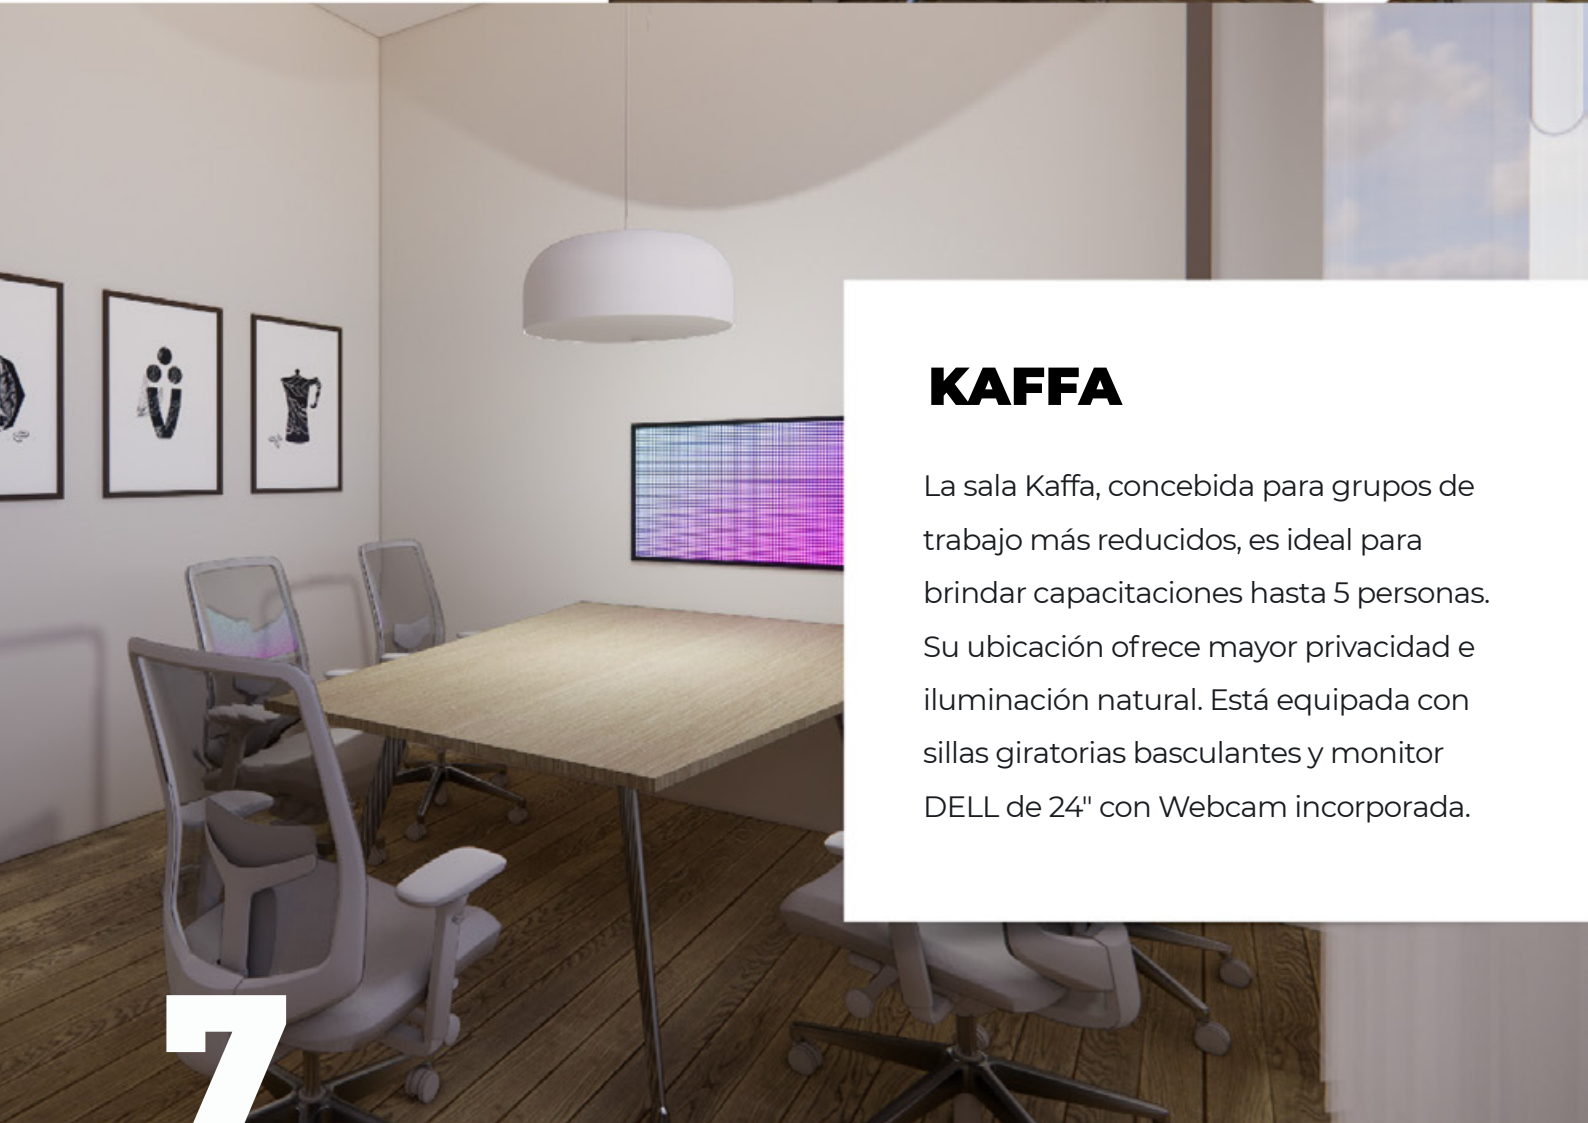 KAFFA
La sala Kaffa, concebida para grupos de
trabajo más reducidos, es ideal para
brindar capacitaciones hasta 5 personas.
Su ubicación ofrece mayor privacidad e
iluminación natural. Está equipada con
sillas giratorias basculantes y monitor
DELL de 24" con Webcam incorporada.
7